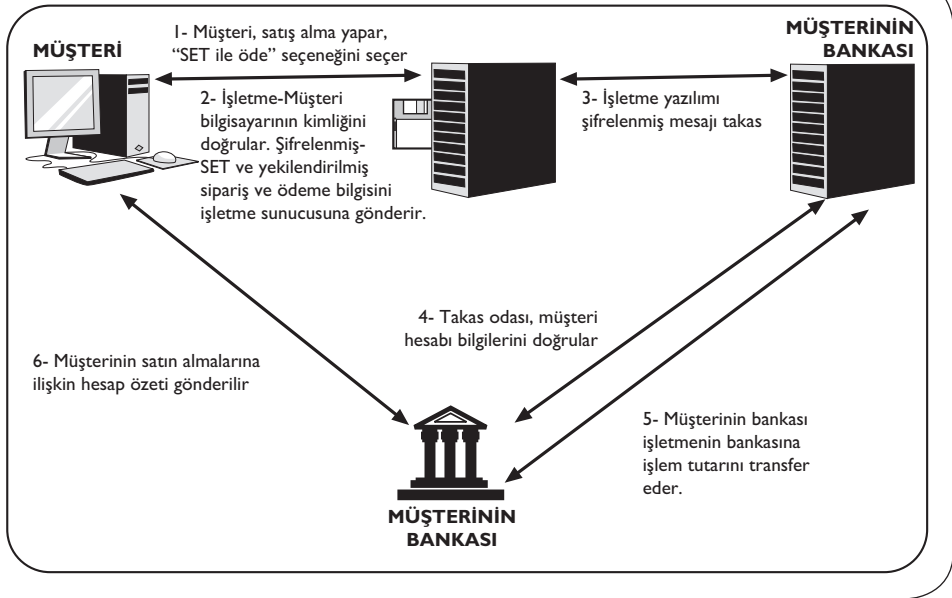 MÜŞTERİ
1- Müşteri, satış alma yapar,
“SET ile öde” seçeneğini seçer
MÜŞTERİNİN
BANKASI
2- İşletme-Müşteri
bilgisayarının kimliğini
doğrular. Şifrelenmiş-
SET ve yekilendirilmiş
sipariş ve ödeme bilgisini
işletme sunucusuna gönderir.
3- İşletme yazılımı
şifrelenmiş mesajı takas
4- Takas odası, müşteri
hesabı bilgilerini doğrular
6- Müşterinin satın almalarına
ilişkin hesap özeti gönderilir
5- Müşterinin bankası
işletmenin bankasına
işlem tutarını transfer
eder.
MÜŞTERİNİN
BANKASI